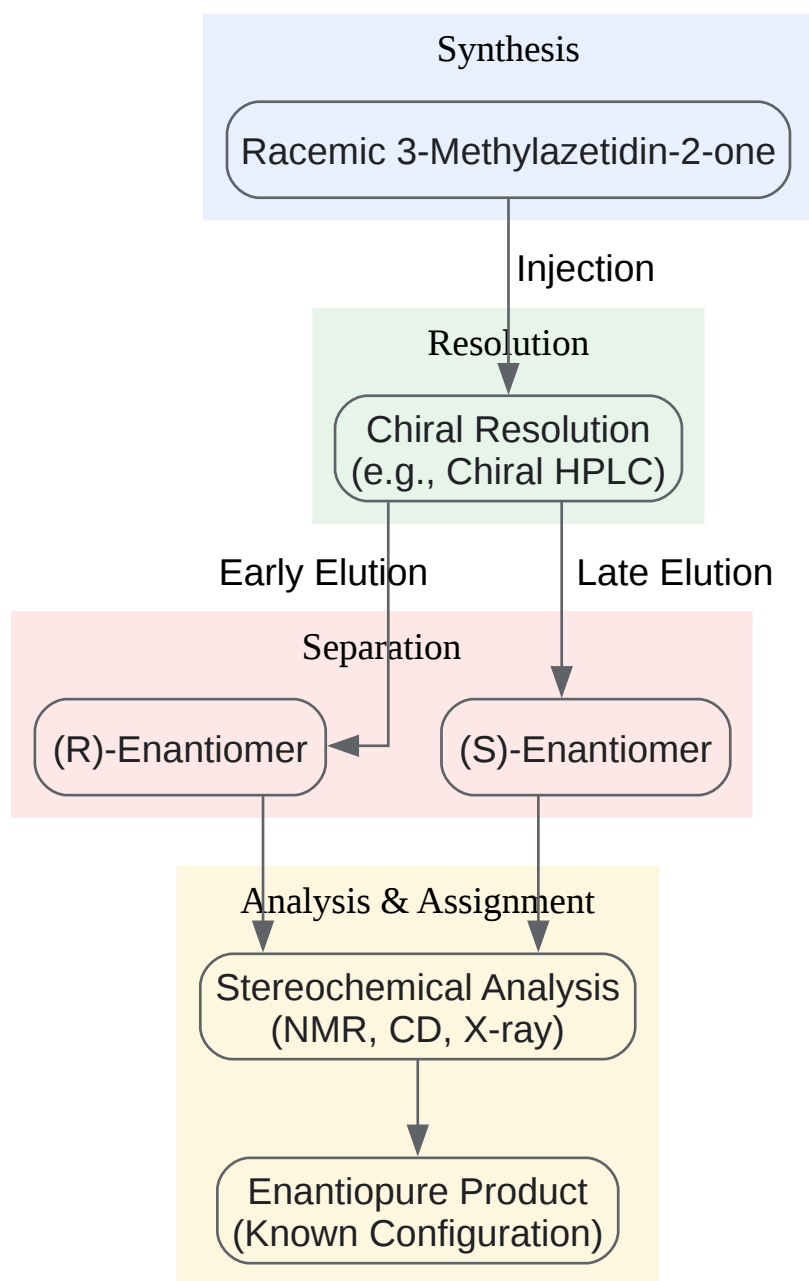 Synthesis
Racemic 3-Methylazetidin-2-one
Injection
Resolution
Chiral Resolution
(e.g., Chiral HPLC)
Early Elution
Late Elution
Separation
(R)-Enantiomer
(S)-Enantiomer
Analysis & Assignment
Stereochemical Analysis
(NMR, CD, X-ray)
Enantiopure Product
(Known Configuration)